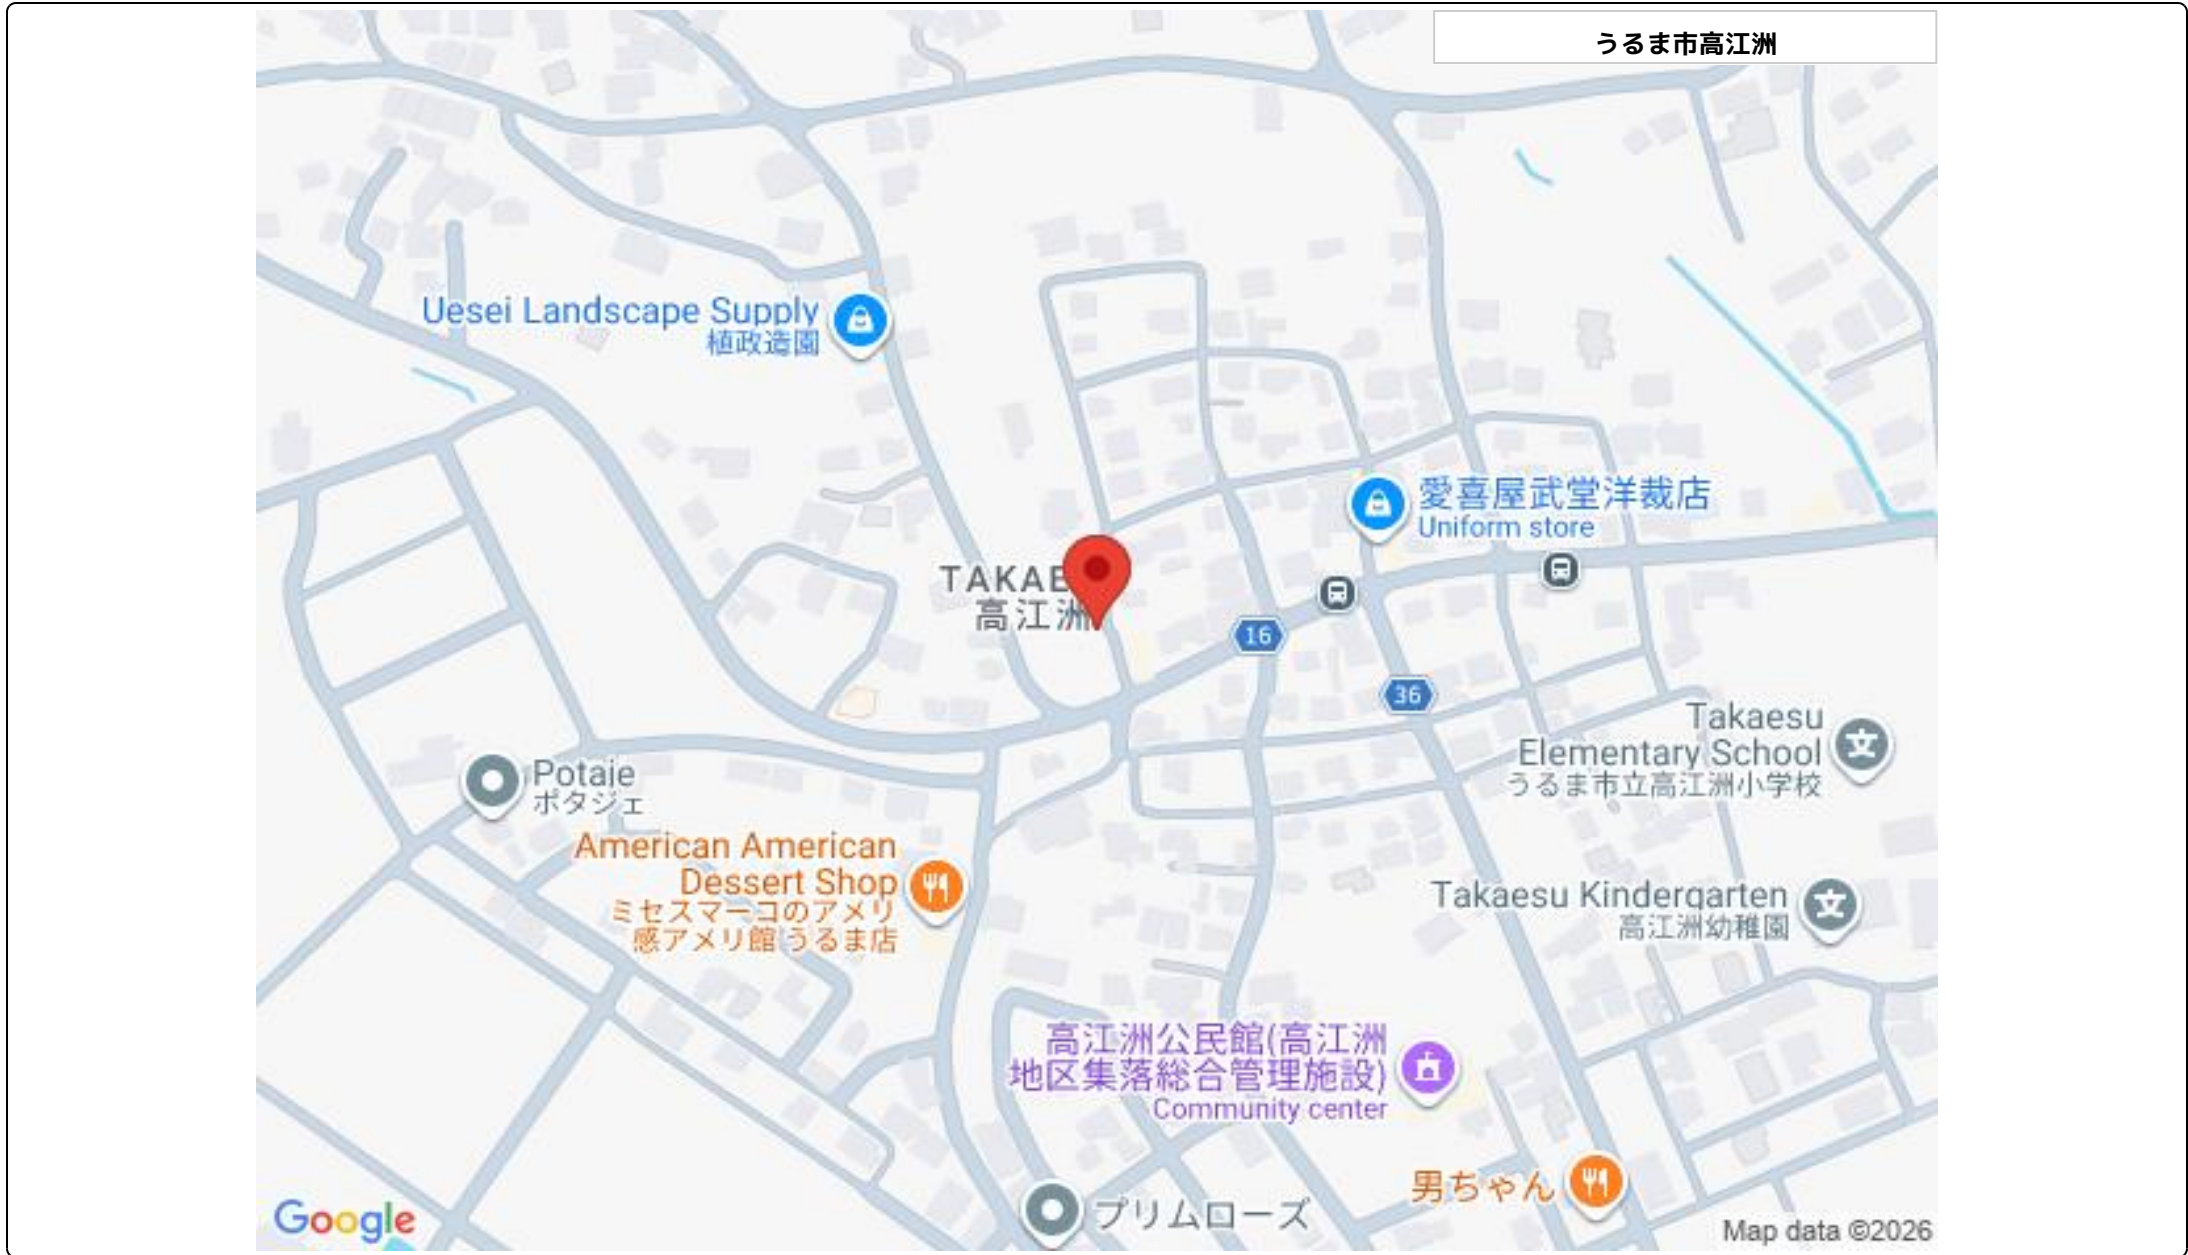 うるま市高江洲
Uesei Landscape Supply
植政造園
愛喜屋武堂洋裁店
Uniform store
TAKAE
高江洲
16
36
Takaesu
Elementary School
うるま市立高江洲小学校
Potaje
ポタジェ
American American
Dessert Shop
ミセスマーコのアメリ
感アメリ館 うるま店
Takaesu Kindergarten
高江洲幼稚園
高江洲公民館(高江洲
地区集落総合管理施設)
Community center
男ちゃん
プリムローズ
Google
Map data ©2026